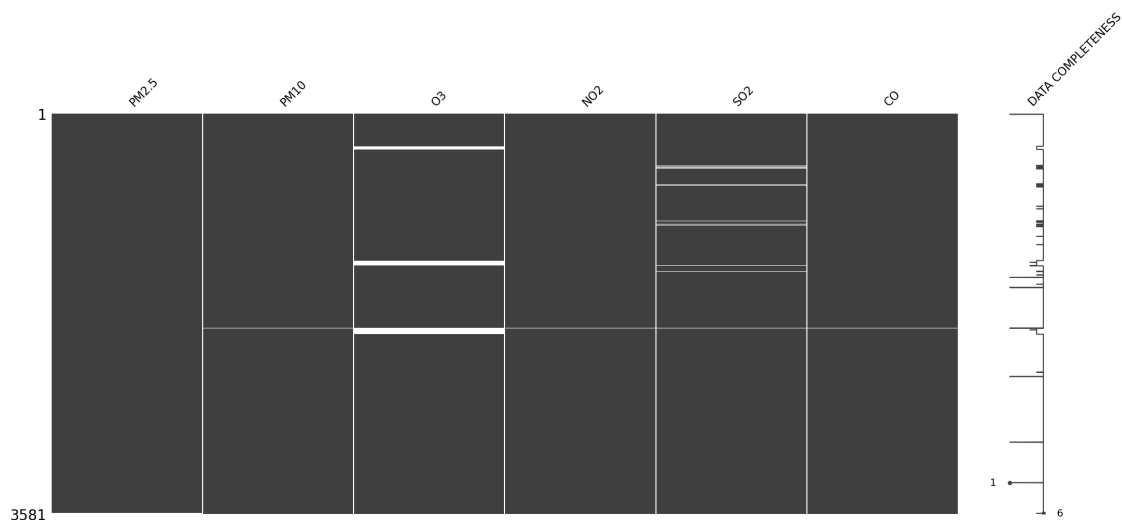 DATA COMPLETENESS
PM2.5 PM10 O3 NO2 SO2 CO
1
1
3581
6